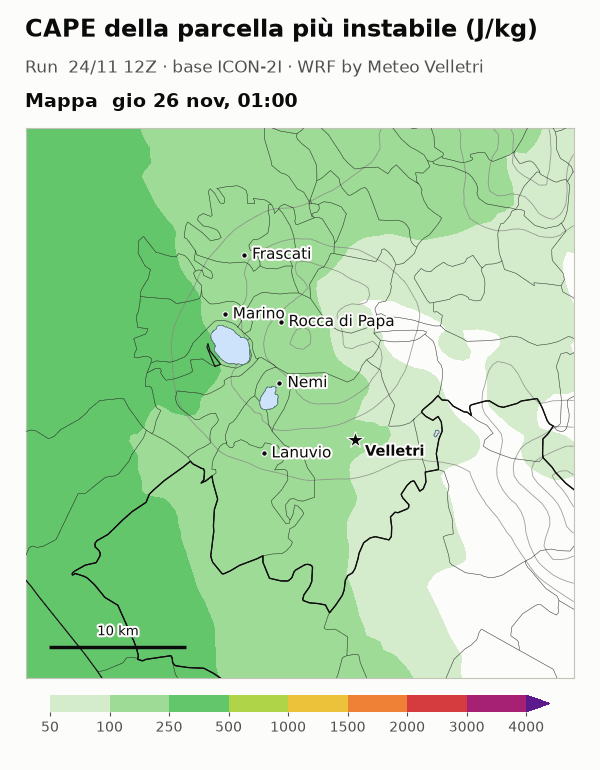 CAPE della parcella più instabile (J/kg)
Run  24/11 12Z · base ICON-2I · WRF by Meteo Velletri
Mappa  gio 26 nov, 01:00
Frascati
Marino
Rocca di Papa
Nemi
Velletri
Lanuvio
10 km
50 100 250 500 1000 1500 2000 3000 4000